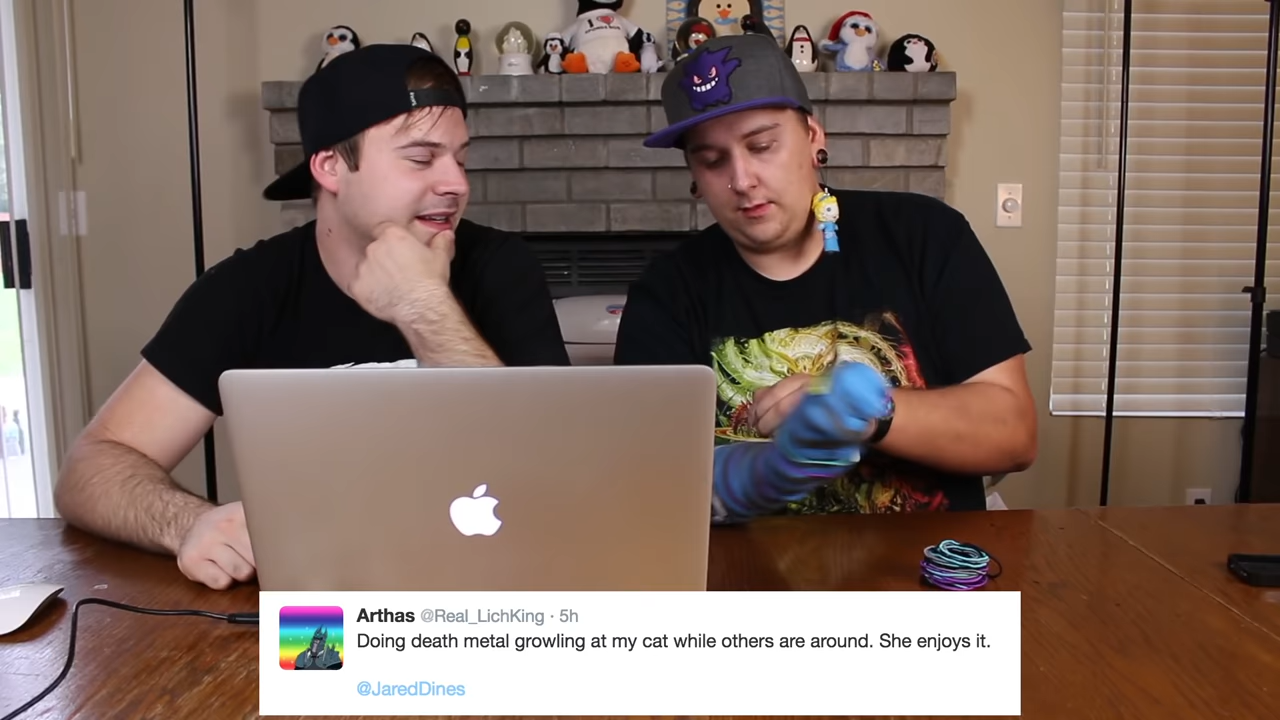 I ♥
Arthas @Real_LichKing · 5h
Doing death metal growling at my cat while others are around. She enjoys it.
@JaredDines